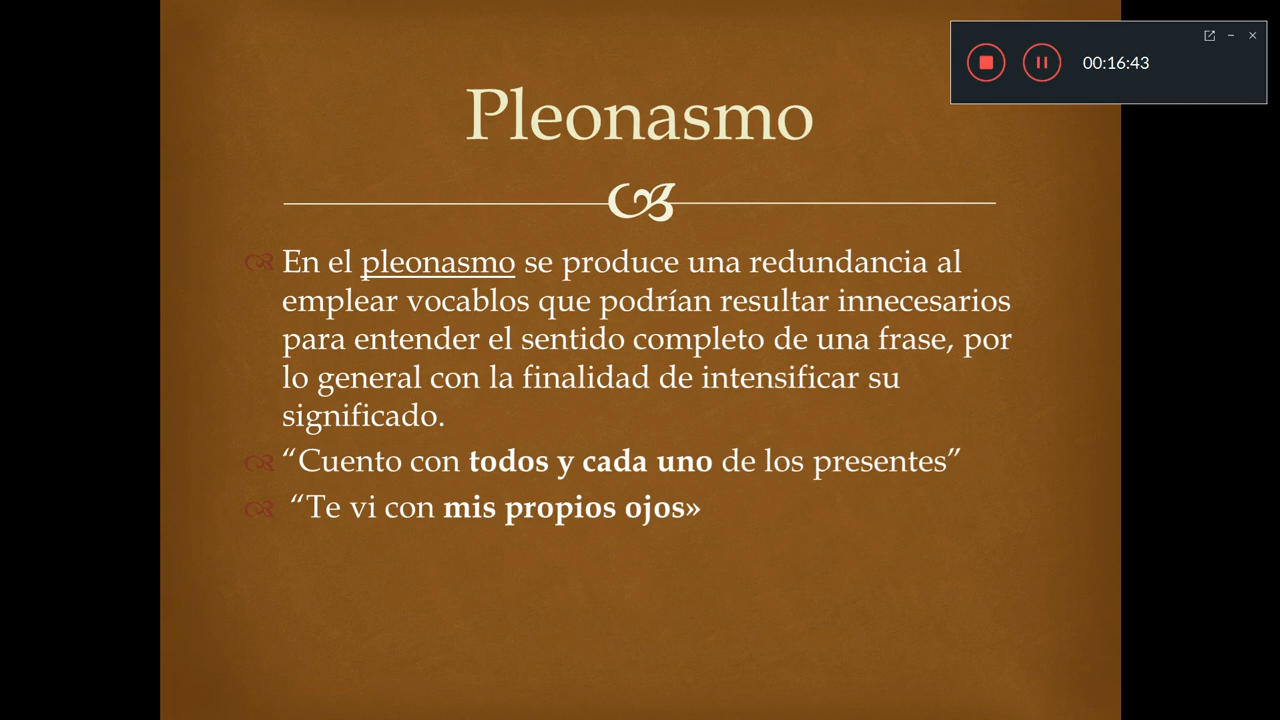 00:16:43
Pleonasmo
En el pleonasmo se produce una redundancia al
emplear vocablos que podrían resultar innecesarios
para entender el sentido completo de una frase, por
lo general con la finalidad de intensificar su
significado.
“Cuento con todos y cada uno de los presentes”
“Te vi con mis propios ojos»